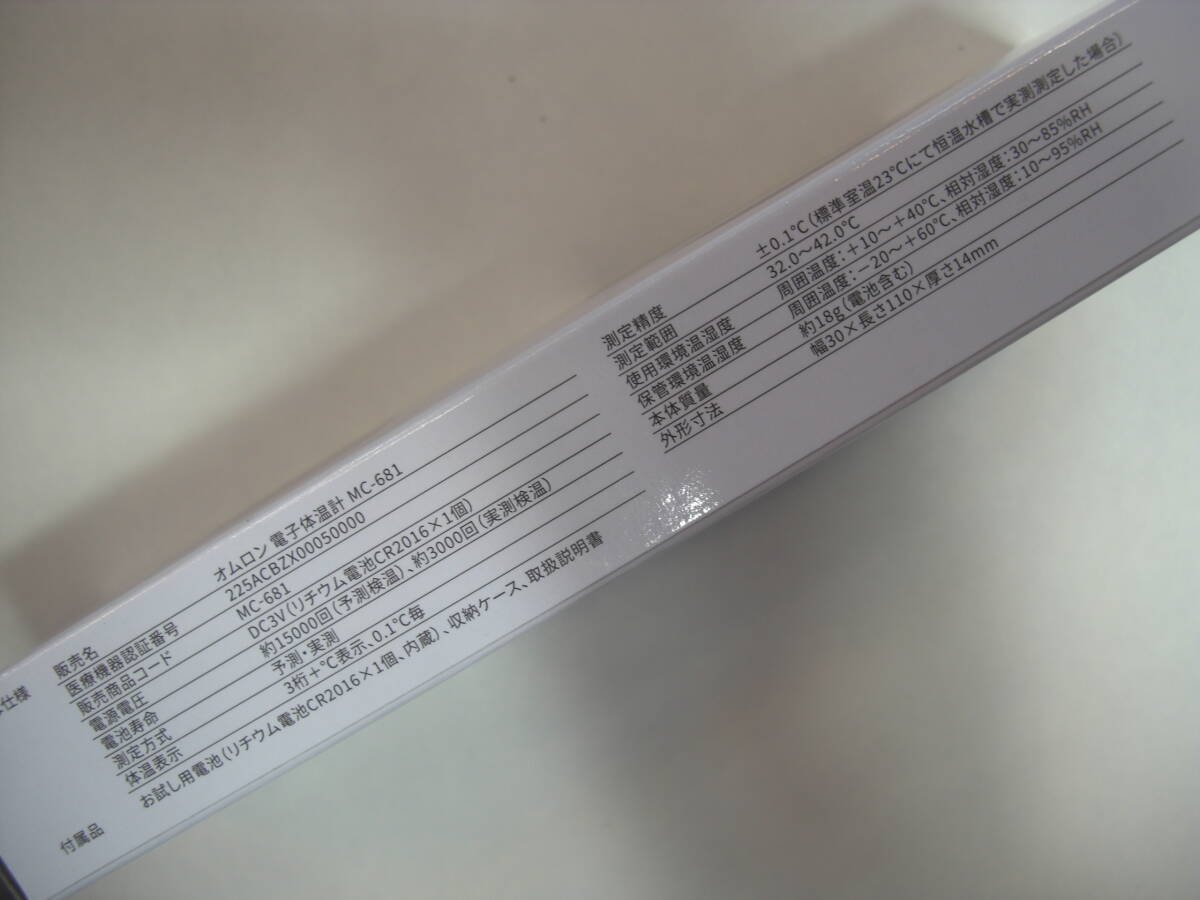 仕様
販売名 オムロン 電子体温計 MC-681
医療機器認証番号 225ACBZX00050000
販売商品コード MC-681
電源電圧 DC3V(リチウム電池CR2016×1個)
電池寿命 約15000回(予測検温)、約3000回(実測検温)
測定方式 予測・実測
体温表示 3桁+℃表示、0.1℃毎
付属品 お試し用電池(リチウム電池CR2016×1個、内蔵)、収納ケース、取扱説明書
測定精度 ±0.1℃(標準室温23℃にて恒温水槽で実測測定した場合)
測定範囲 32.0~42.0℃
使用環境温湿度 周囲温度:+10~+40℃、相対湿度:30~85%RH
保管環境温湿度 周囲温度:-20~+60℃、相対湿度:10~95%RH
本体質量 約18g(電池含む)
外形寸法 幅30×長さ110×厚さ14mm